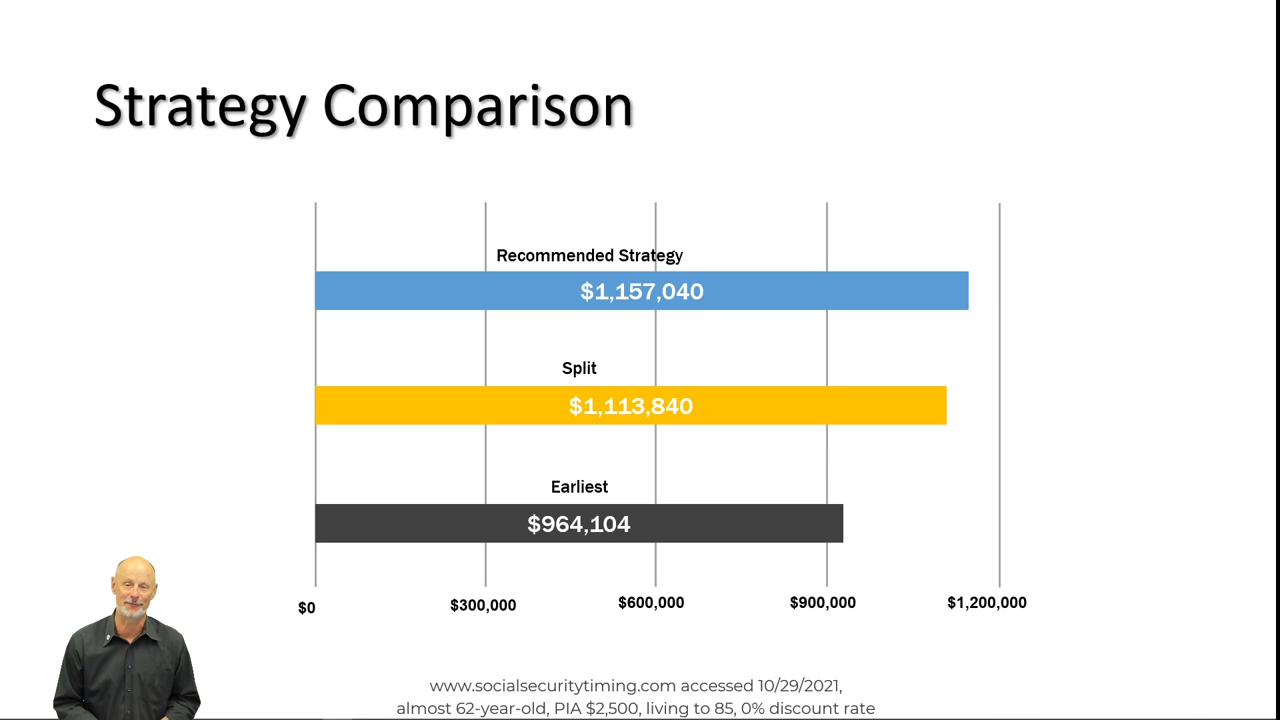 Strategy Comparison
Recommended Strategy
$1,157,040
Split
$1,113,840
Earliest
$964,104
$0 $300,000 $600,000 $900,000 $1,200,000
www.socialsecuritytiming.com accessed 10/29/2021,
almost 62-year-old, PIA $2,500, living to 85, 0% discount rate